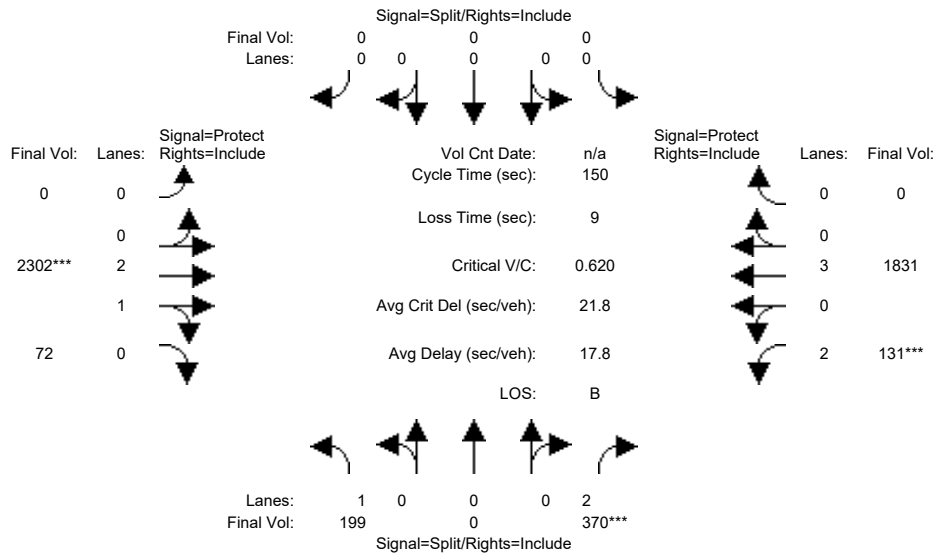 Signal=Split/Rights=Include
Final Vol: 0 0 0
Lanes: 0 0 0 0 0
Signal=Protect Signal=Protect
Final Vol: Lanes: Rights=Include Vol Cnt Date: n/a Rights=Include Lanes: Final Vol:
Cycle Time (sec): 150
0 0 0 0
Loss Time (sec): 9
0 0
2302*** 2 Critical V/C: 0.620 3 1831
1 Avg Crit Del (sec/veh): 21.8 0
72 0 Avg Delay (sec/veh): 17.8 2 131***
LOS: B
Lanes: 1 0 0 0 2
Final Vol: 199 0 370***
Signal=Split/Rights=Include